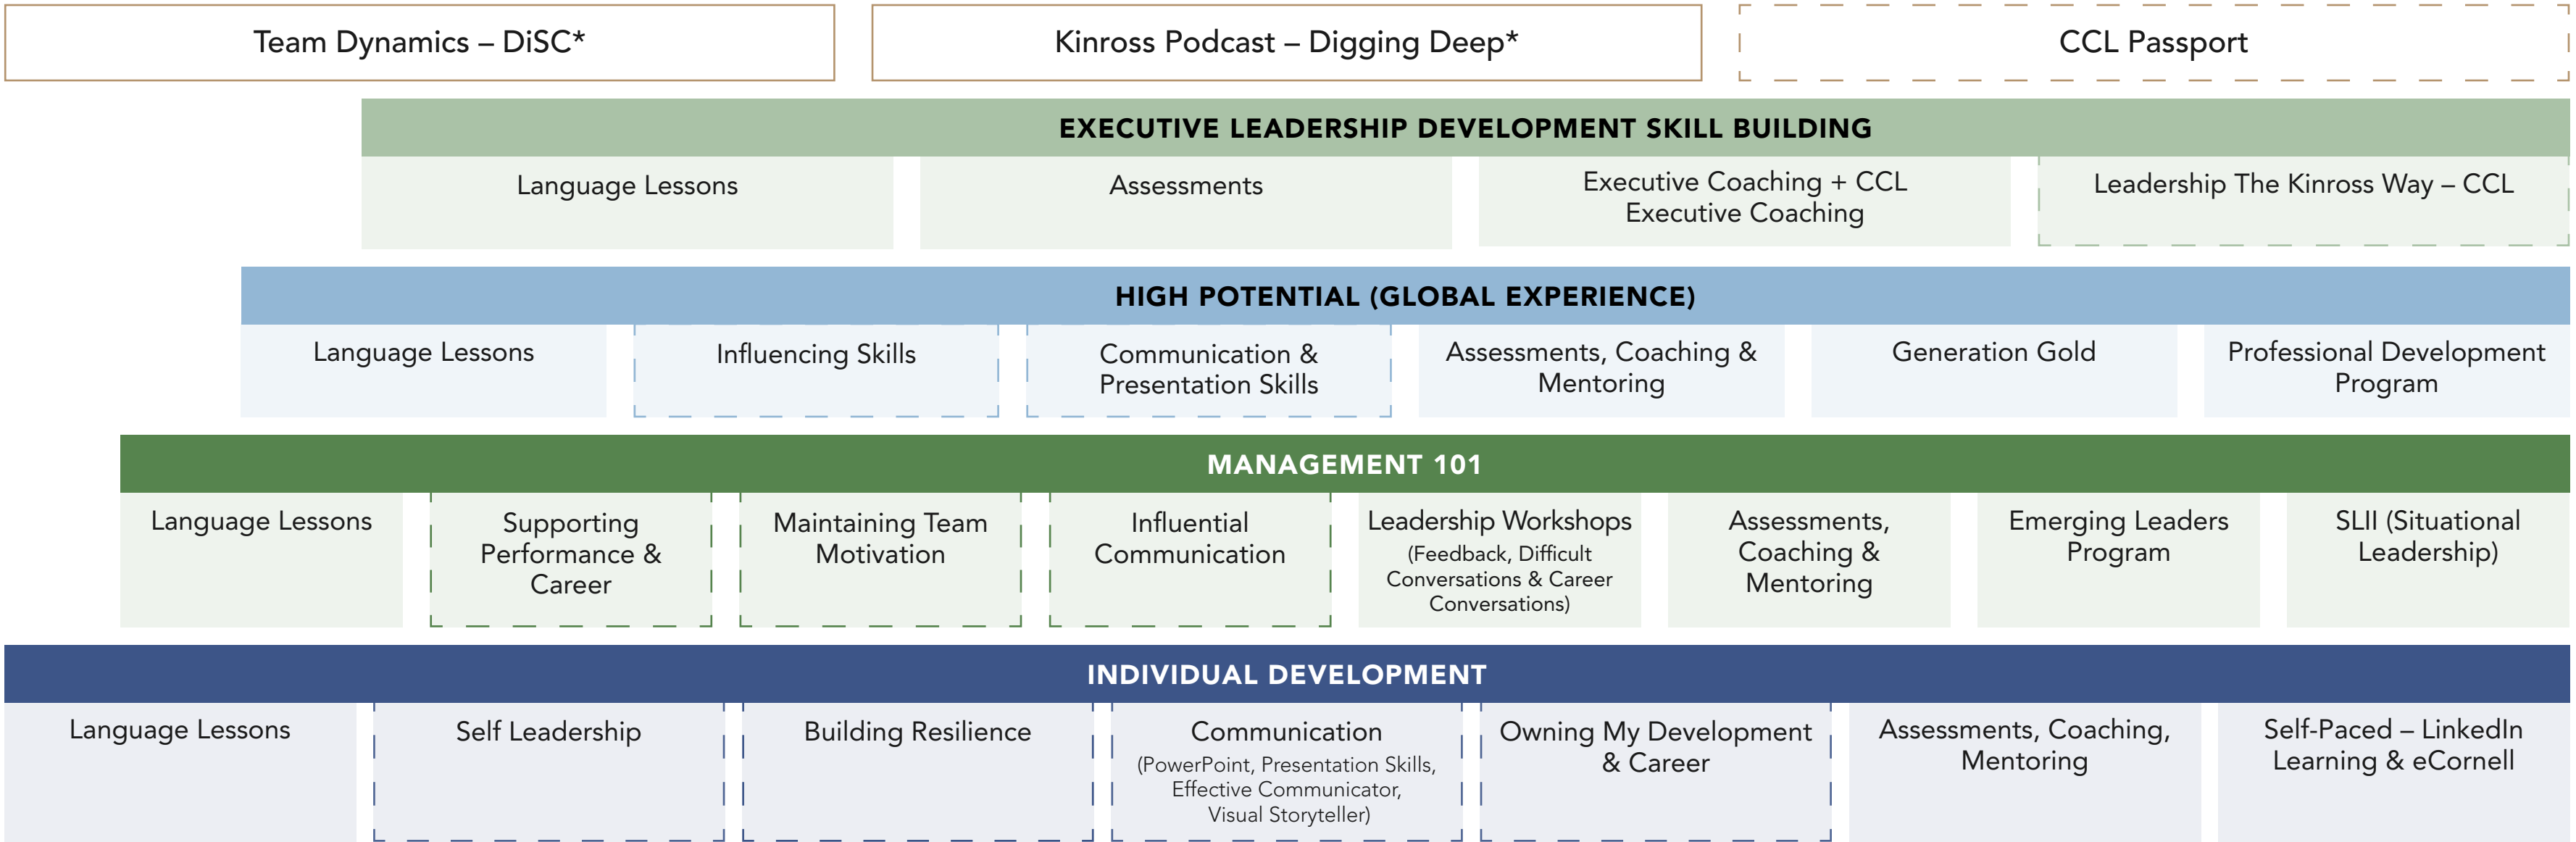 Team Dynamics – DiSC*
Kinross Podcast – Digging Deep*
CCL Passport
EXECUTIVE LEADERSHIP DEVELOPMENT SKILL BUILDING
Language Lessons
Assessments
Executive Coaching + CCL
Executive Coaching
Leadership The Kinross Way – CCL
HIGH POTENTIAL (GLOBAL EXPERIENCE)
Language Lessons
Influencing Skills
Communication &
Presentation Skills
Assessments, Coaching &
Mentoring
Generation Gold
Professional Development
Program
MANAGEMENT 101
Language Lessons
Supporting
Performance &
Career
Maintaining Team
Motivation
Influential
Communication
Leadership Workshops
(Feedback, Difficult
Conversations & Career
Conversations)
Assessments,
Coaching &
Mentoring
Emerging Leaders
Program
SLII (Situational
Leadership)
INDIVIDUAL DEVELOPMENT
Language Lessons
Self Leadership
Building Resilience
Communication
(PowerPoint, Presentation Skills,
Effective Communicator,
Visual Storyteller)
Owning My Development
& Career
Assessments, Coaching,
Mentoring
Self-Paced – LinkedIn
Learning & eCornell